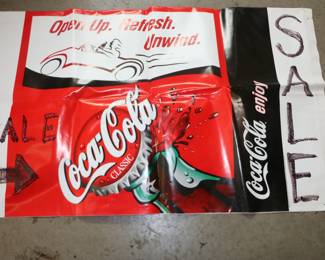 Open Up. Refresh.
Unwind.
ALE
Coca-Cola
CLASSIC
Coca-Cola enjoy
SALE